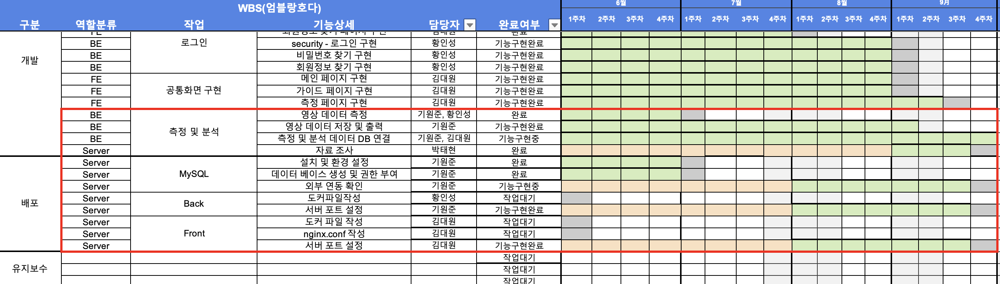 WBS(엄블랑호다)
6월 7월 8월 9月
구분 역할분류 작업 기능상세 담당자 완료여부 1주차 2주차 3주차 4주차 1주차 2주차 3주차 4주차 1주차 2주차 3주차 4주차 1주차 2주차 3주차 4주차
개발
로그인
BE security - 로그인 구현 황인성 기능구현완료
BE 비밀번호 찾기 구현 황인성 기능구현완료
BE 회원정보 찾기 구현 황인성 기능구현완료
공통화면 구현
FE 메인 페이지 구현 김대원 기능구현완료
FE 가이드 페이지 구현 김대원 기능구현완료
FE 측정 페이지 구현 김대원 기능구현완료
측정 및 분석
BE 영상 데이터 측정 기원준, 황인성 완료
BE 영상 데이터 저장 및 출력 기원준 기능구현완료
BE 측정 및 분석 데이터 DB 연결 기원준, 김대원 기능구현중
Server 자료 조사 박태현 완료
배포
MySQL
Server 설치 및 환경 설정 기원준 완료
Server 데이터 베이스 생성 및 권한 부여 기원준 완료
Server 외부 연동 확인 기원준 기능구현중
Back
Server 도커파일작성 황인성 작업대기
Server 서버 포트 설정 기원준 기능구현완료
Front
Server 도커 파일 작성 김대원 작업대기
Server nginx.conf 작성 김대원 작업대기
Server 서버 포트 설정 김대원 기능구현완료
유지보수
작업대기
작업대기
작업대기